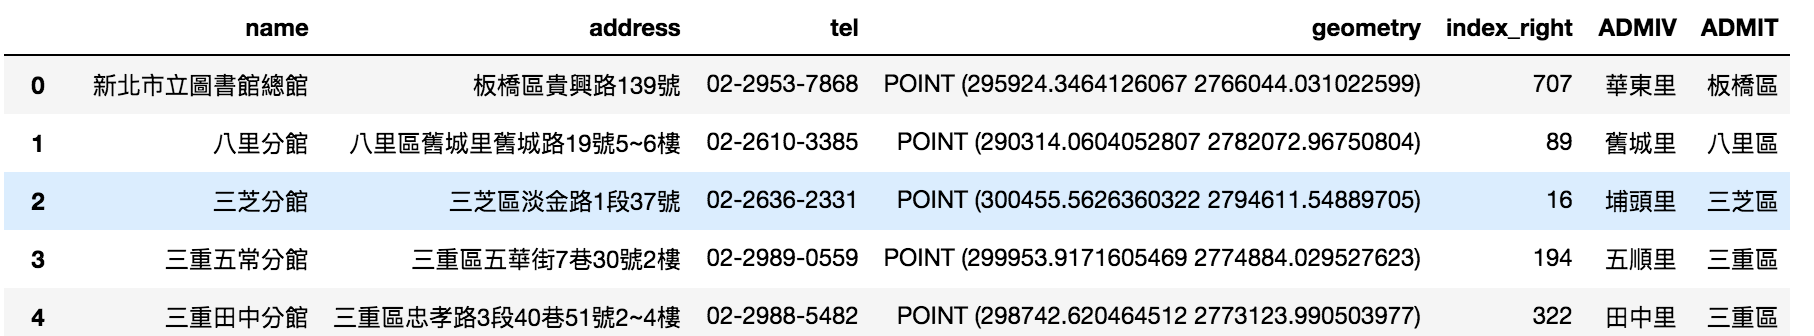 name address tel geometry index_right ADMIV ADMIT
0 新北市立圖書館總館 板橋區貴興路139號 02-2953-7868 POINT (295924.3464126067 2766044.031022599) 707 華東里 板橋區
1 八里分館 八里區舊城里舊城路19號5~6樓 02-2610-3385 POINT (290314.0604052807 2782072.96750804) 89 舊城里 八里區
2 三芝分館 三芝區淡金路1段37號 02-2636-2331 POINT (300455.5626360322 2794611.54889705) 16 埔頭里 三芝區
3 三重五常分館 三重區五華街7巷30號2樓 02-2989-0559 POINT (299953.9171605469 2774884.029527623) 194 五順里 三重區
4 三重田中分館 三重區忠孝路3段40巷51號2~4樓 02-2988-5482 POINT (298742.620464512 2773123.990503977) 322 田中里 三重區